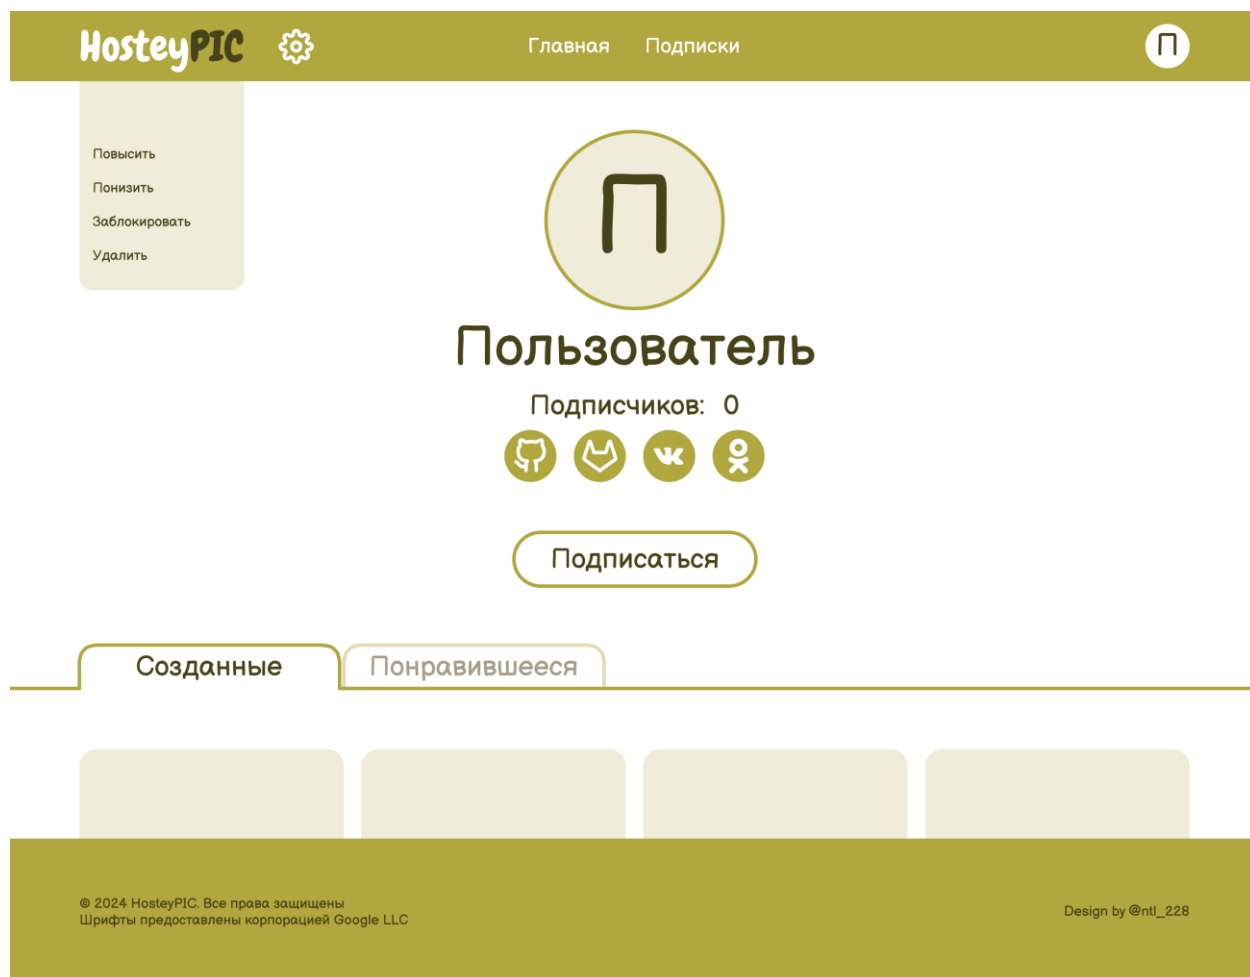 HosteyPIC
Главная Подписки
П
Повысить
Понизить
Заблокировать
Удалить
П
Пользователь
Подписчиков: 0
Подписаться
Созданные
Понравившееся
© 2024 HosteyPIC. Все права защищены
Шрифты предоставлены корпорацией Google LLC
Design by @ntl_228